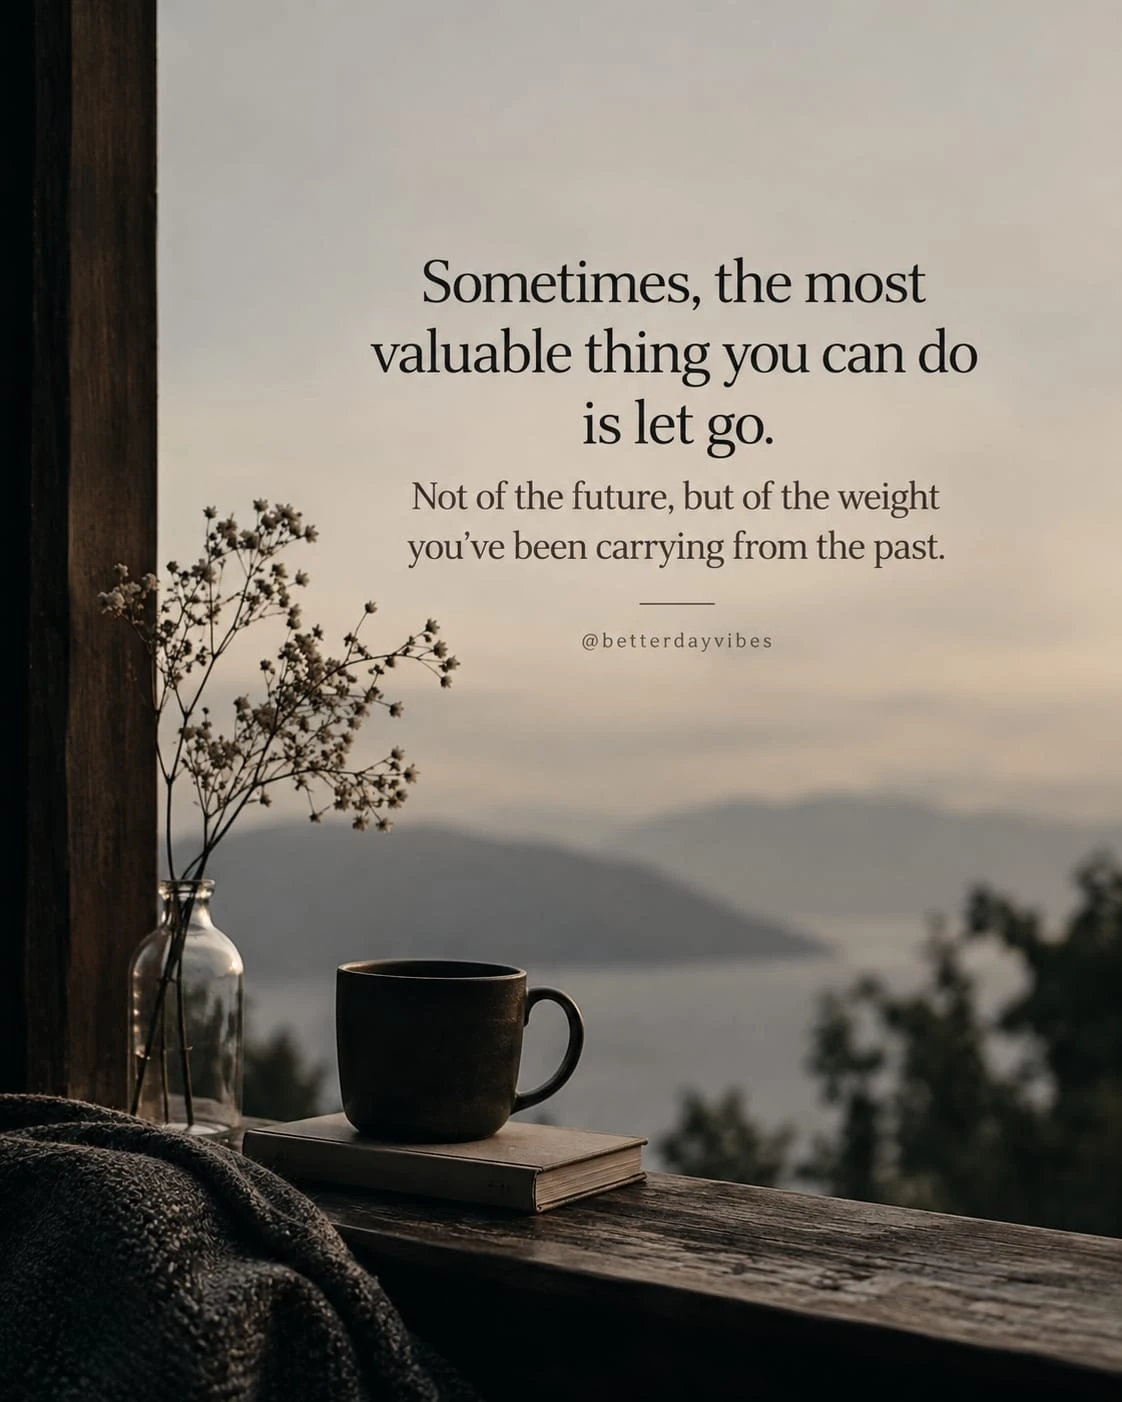 Sometimes, the most
valuable thing you can do
is let go.
Not of the future, but of the weight
you’ve been carrying from the past.
@betterdayvibes